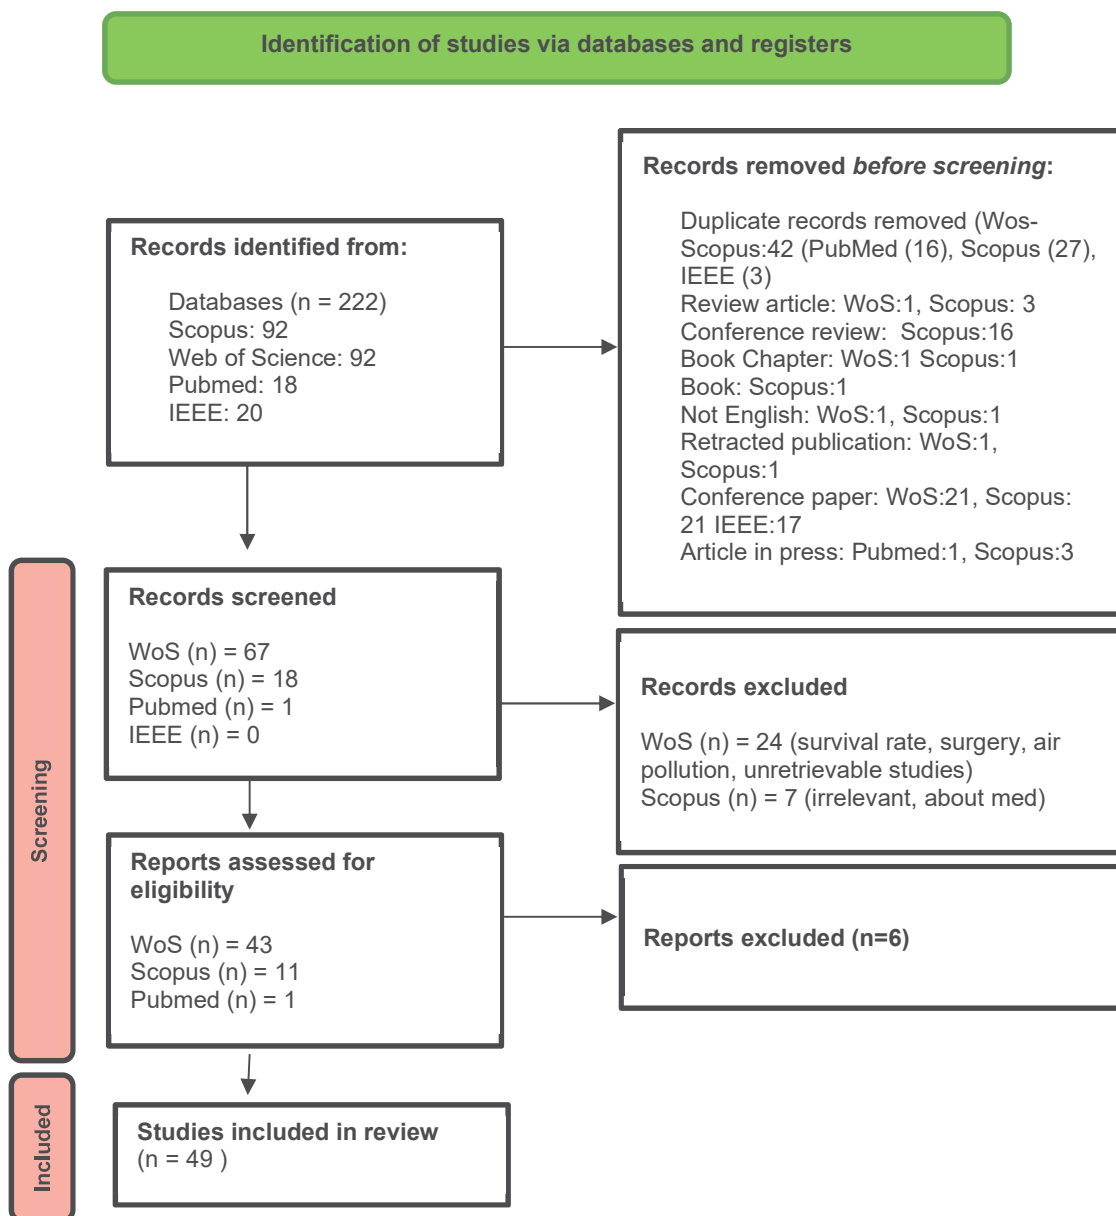 Identification of studies via databases and registers
Records identified from:
Databases (n = 222)
Scopus: 92
Web of Science: 92
Pubmed: 18
IEEE: 20
Records removed before screening:
Duplicate records removed (Wos-
Scopus:42 (PubMed (16), Scopus (27),
IEEE (3)
Review article: WoS:1, Scopus: 3
Conference review: Scopus:16
Book Chapter: WoS:1 Scopus:1
Book: Scopus:1
Not English: WoS:1, Scopus:1
Retracted publication: WoS:1,
Scopus:1
Conference paper: WoS:21, Scopus:
21 IEEE:17
Article in press: Pubmed:1, Scopus:3
Screening
Records screened
WoS (n) = 67
Scopus (n) = 18
Pubmed (n) = 1
IEEE (n) = 0
Records excluded
WoS (n) = 24 (survival rate, surgery, air
pollution, unretrievable studies)
Scopus (n) = 7 (irrelevant, about med)
Reports assessed for
eligibility
WoS (n) = 43
Scopus (n) = 11
Pubmed (n) = 1
Reports excluded (n=6)
Included
Studies included in review
(n = 49 )